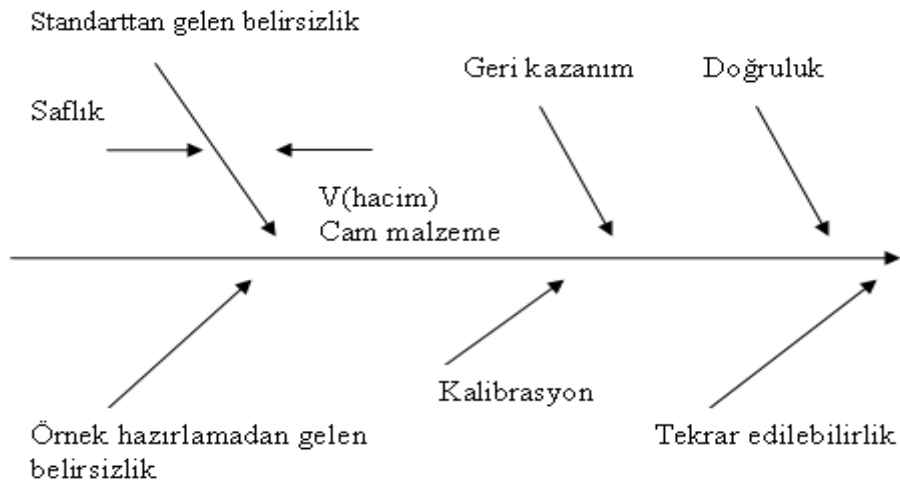 Standarttan gelen belirsizlik
Geri kazanım
Doğruluk
Saflık
V(hacim)
Cam malzeme
Kalibrasyon
Örnek hazırlamadan gelen
belirsizlik
Tekrar edilebilirlik